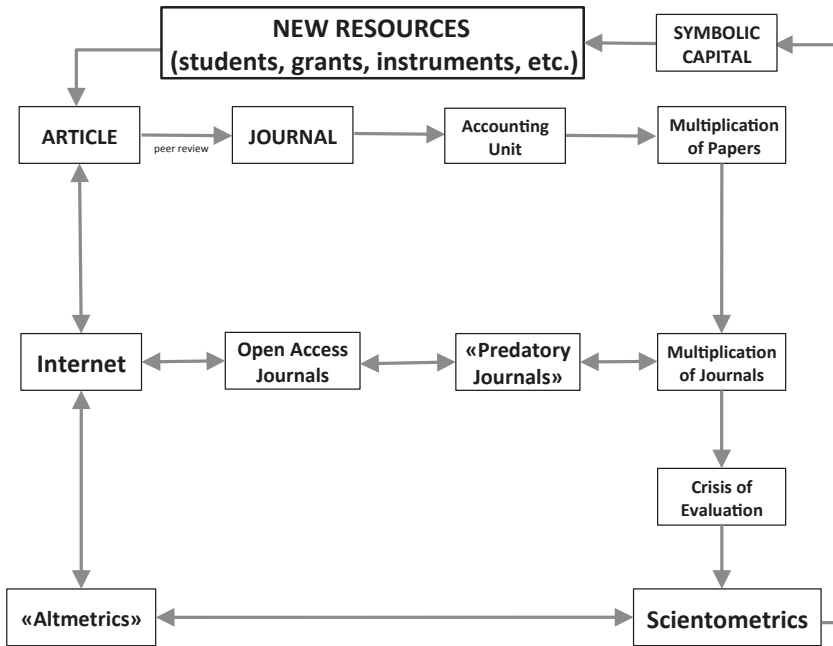 NEW RESOURCES
(students, grants, instruments, etc.)
SYMBOLIC
CAPITAL
ARTICLE
peer review
JOURNAL
Accounting
Unit
Multiplication
of Papers
Internet
Open Access
Journals
«Predatory
Journals»
Multiplication
of Journals
Crisis of
Evaluation
«Altmetrics»
Scientometrics